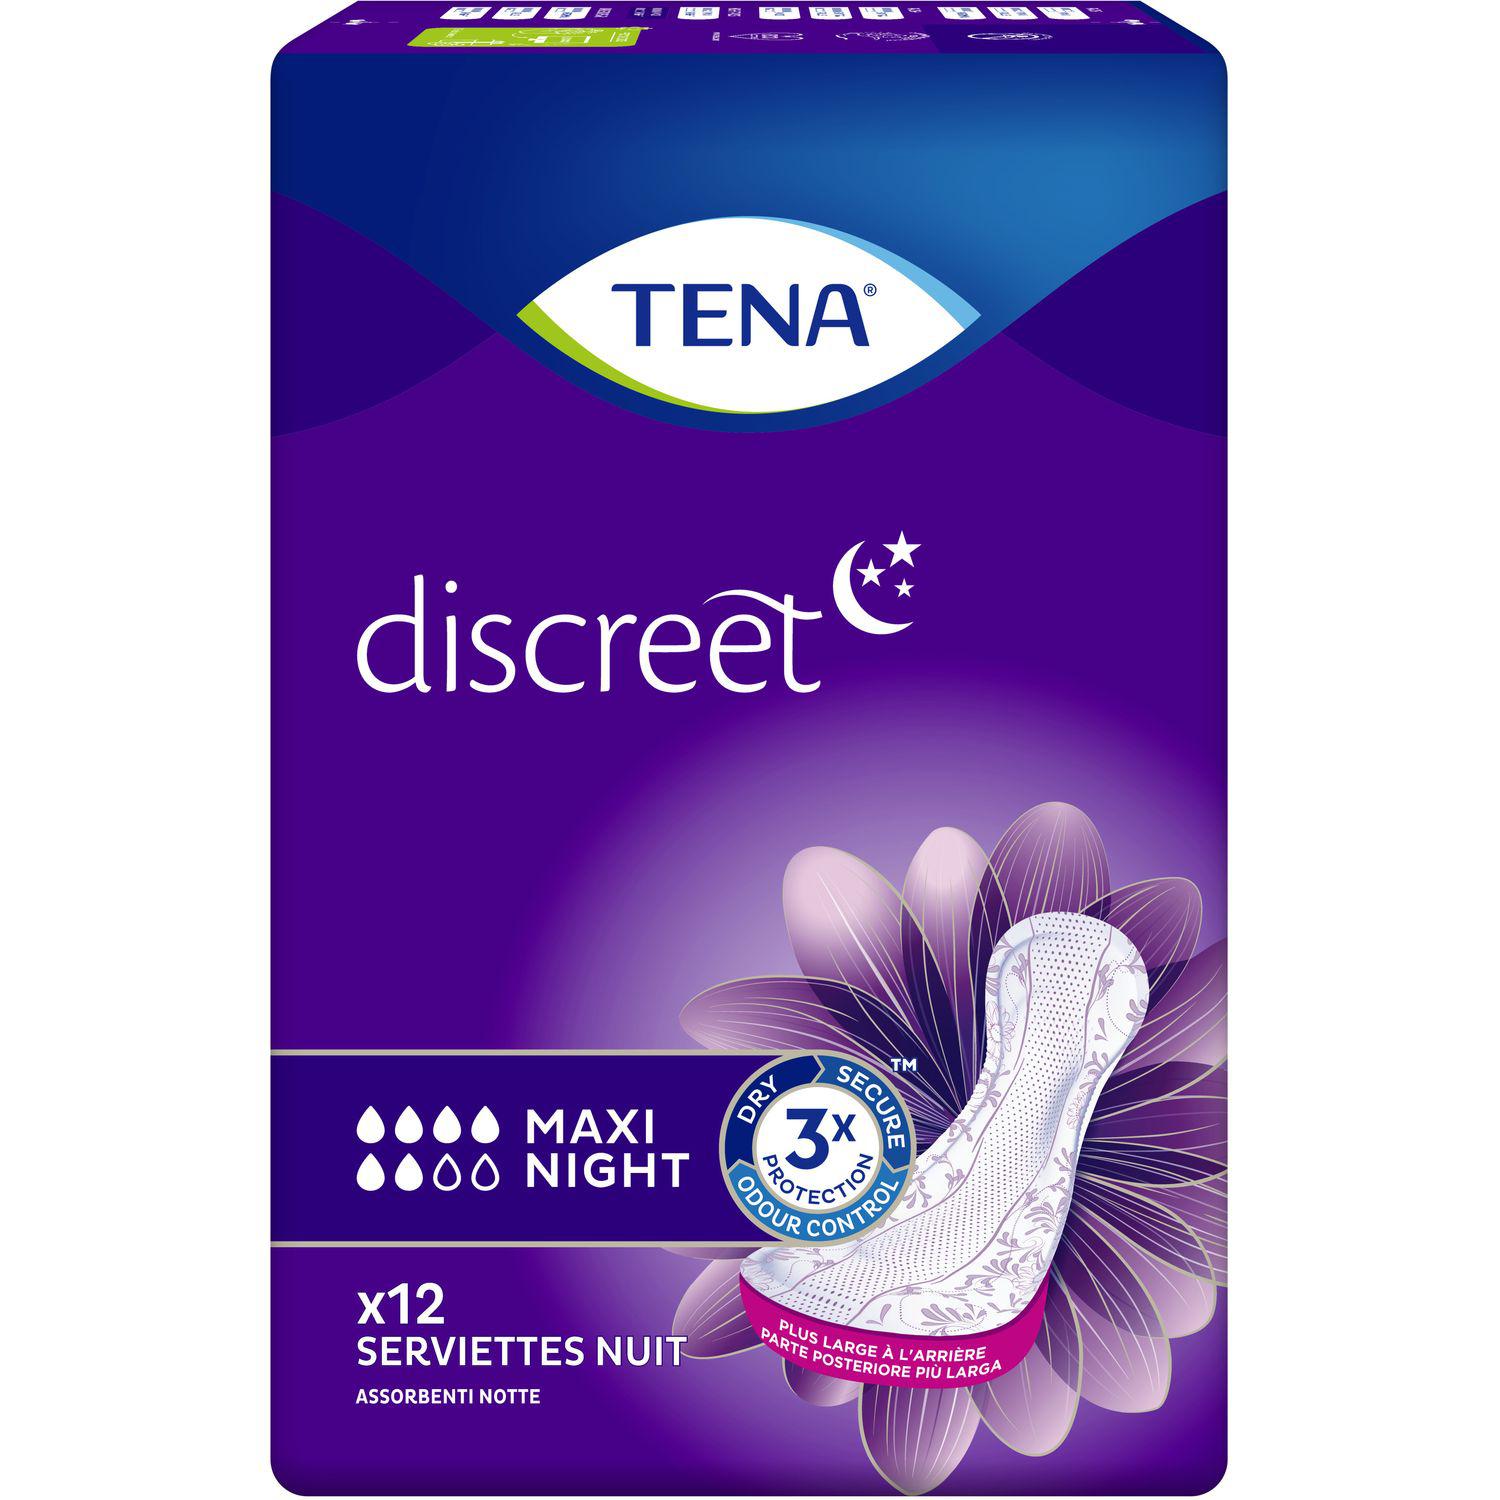 TENA®
discreet
MAXI
NIGHT
DRY
SECURE
™
3X
PROTECTION
ODOUR CONTROL
x12
SERVIETTES NUIT
ASSORBENTI NOTTE
PLUS LARGE À L'ARRIÈRE
PARTE POSTERIORE PIÙ LARGA